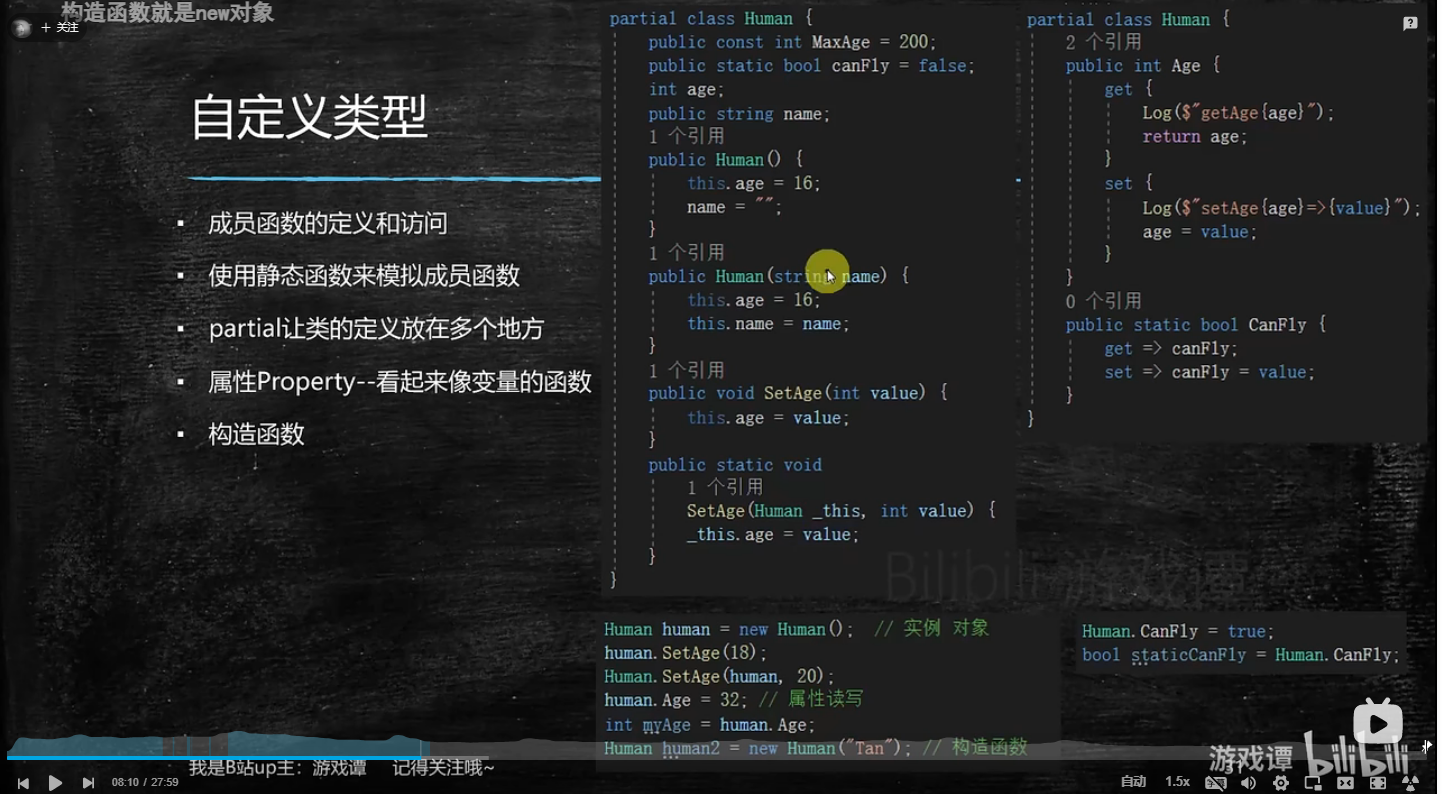 构造函数就是new对象
+ 关注
自定义类型
▪ 成员函数的定义和访问
▪ 使用静态函数来模拟成员函数
▪ partial让类的定义放在多个地方
▪ 属性Property--看起来像变量的函数
▪ 构造函数
partial class Human {
public const int MaxAge = 200;
public static bool canFly = false;
int age;
public string name;
1 个引用
public Human() {
this.age = 16;
name = "";
}
1 个引用
public Human(string name) {
this.age = 16;
this.name = name;
}
1 个引用
public void SetAge(int value) {
this.age = value;
}
public static void
1 个引用
SetAge(Human _this, int value) {
_this.age = value;
}
}
partial class Human {
2 个引用
public int Age {
get {
Log($"getAge{age}");
return age;
}
set {
Log($"setAge{age}=>{value}");
age = value;
}
}
0 个引用
public static bool CanFly {
get => canFly;
set => canFly = value;
}
}
Bilibili 游戏谭
Human human = new Human(); // 实例 对象
human.SetAge(18);
Human.SetAge(human, 20);
human.Age = 32; // 属性读写
int myAge = human.Age;
Human human2 = new Human("Tan"); // 构造函数
Human.CanFly = true;
bool staticCanFly = Human.CanFly;
我是B站up主：游戏谭 记得关注哦~
游戏谭 bilibili
08:10 / 27:59
自动 1.5x